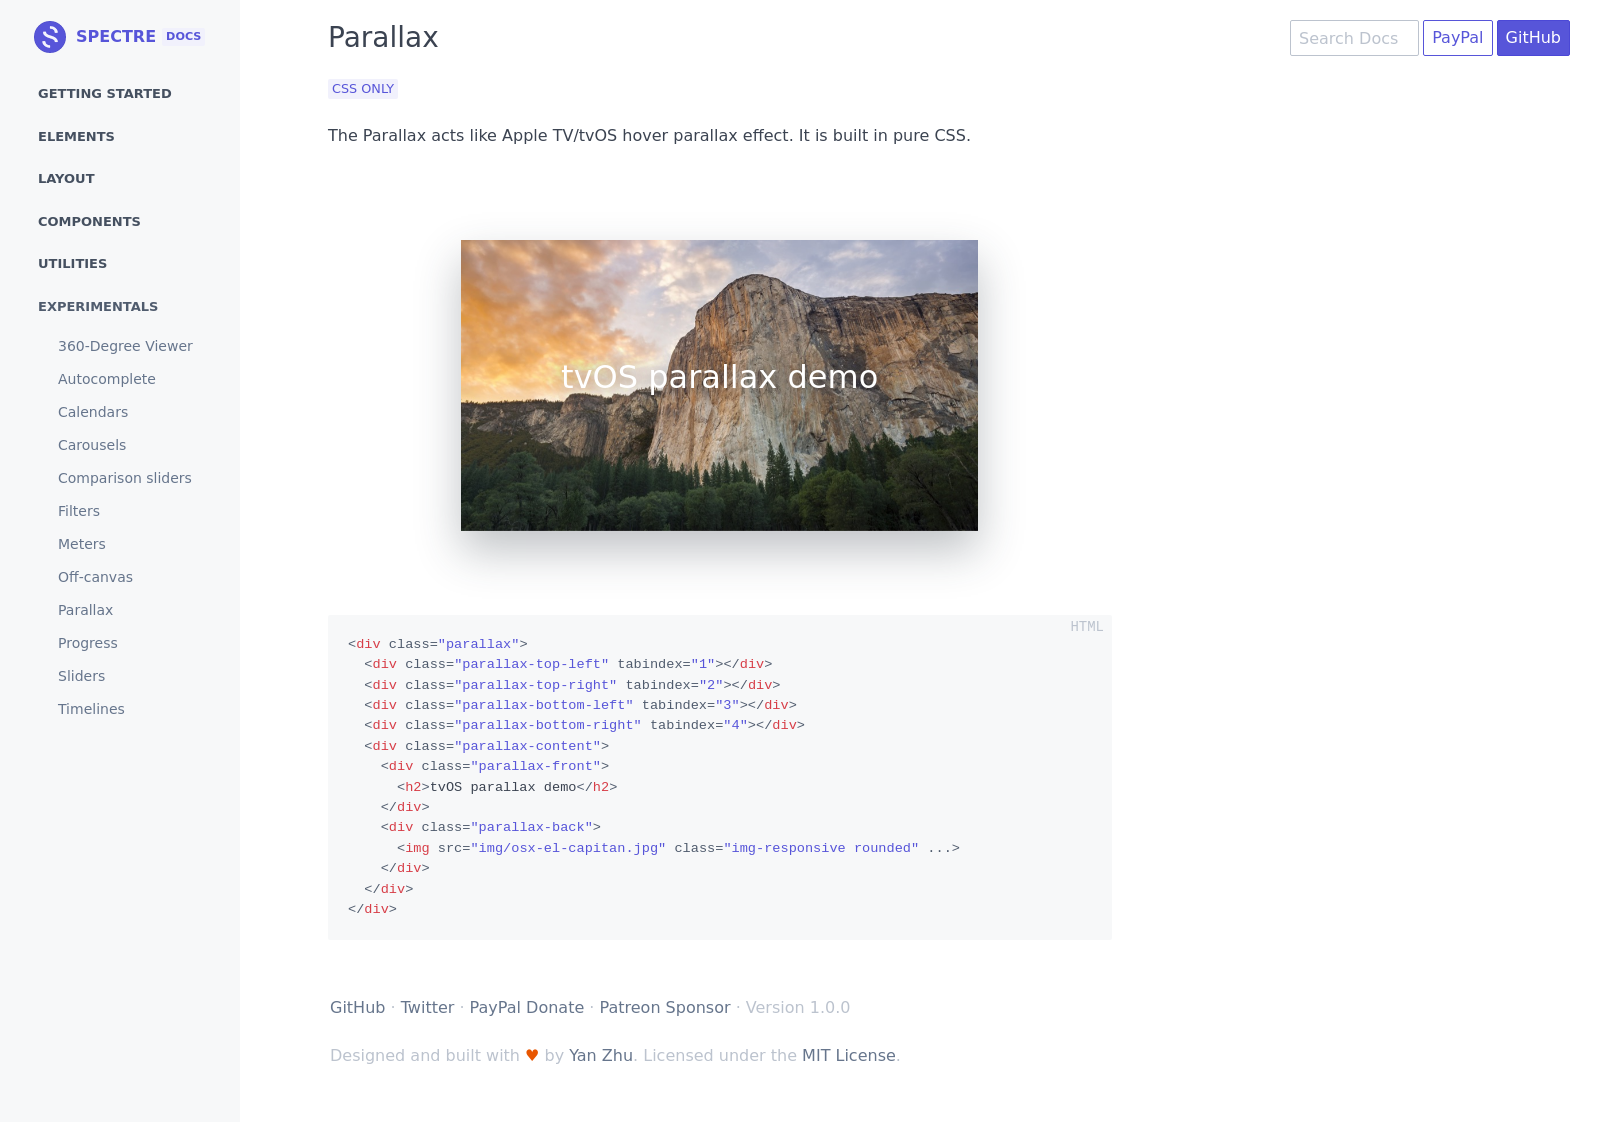 SPECTRE DOCS
GETTING STARTED
ELEMENTS
LAYOUT
COMPONENTS
UTILITIES
EXPERIMENTALS
360-Degree Viewer
Autocomplete
Calendars
Carousels
Comparison sliders
Filters
Meters
Off-canvas
Parallax
Progress
Sliders
Timelines
Parallax
Search Docs
PayPal
GitHub
CSS ONLY
The Parallax acts like Apple TV/tvOS hover parallax effect. It is built in pure CSS.
tvOS parallax demo
HTML
<div class="parallax">
  <div class="parallax-top-left" tabindex="1"></div>
  <div class="parallax-top-right" tabindex="2"></div>
  <div class="parallax-bottom-left" tabindex="3"></div>
  <div class="parallax-bottom-right" tabindex="4"></div>
  <div class="parallax-content">
    <div class="parallax-front">
      <h2>tvOS parallax demo</h2>
    </div>
    <div class="parallax-back">
      <img src="img/osx-el-capitan.jpg" class="img-responsive rounded" ...>
    </div>
  </div>
</div>
GitHub · Twitter · PayPal Donate · Patreon Sponsor · Version 1.0.0
Designed and built with ♥ by Yan Zhu. Licensed under the MIT License.